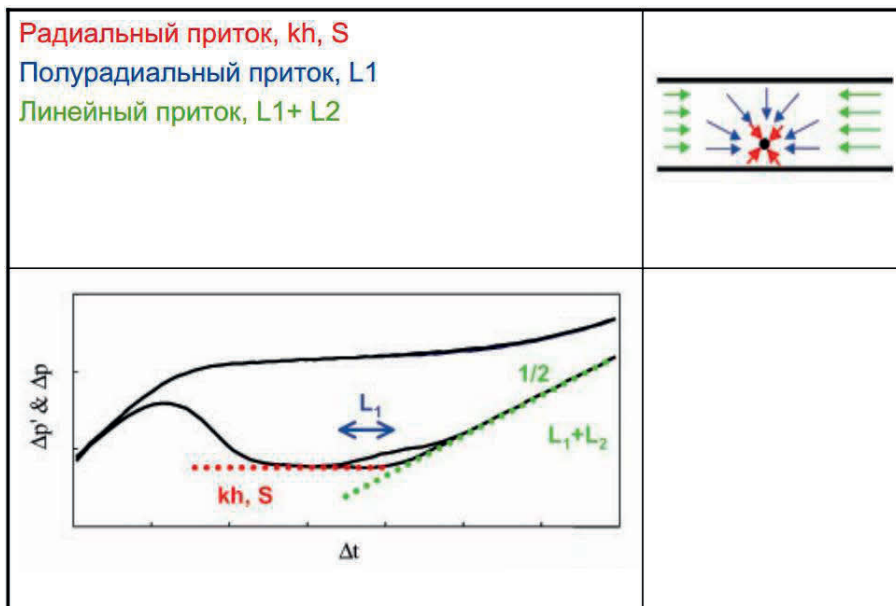 Радиальный приток, kh, S
Полурадиальный приток, L1
Линейный приток, L1+ L2
Δp' & Δp
L₁
1/2
L₁+L₂
kh, S
Δt